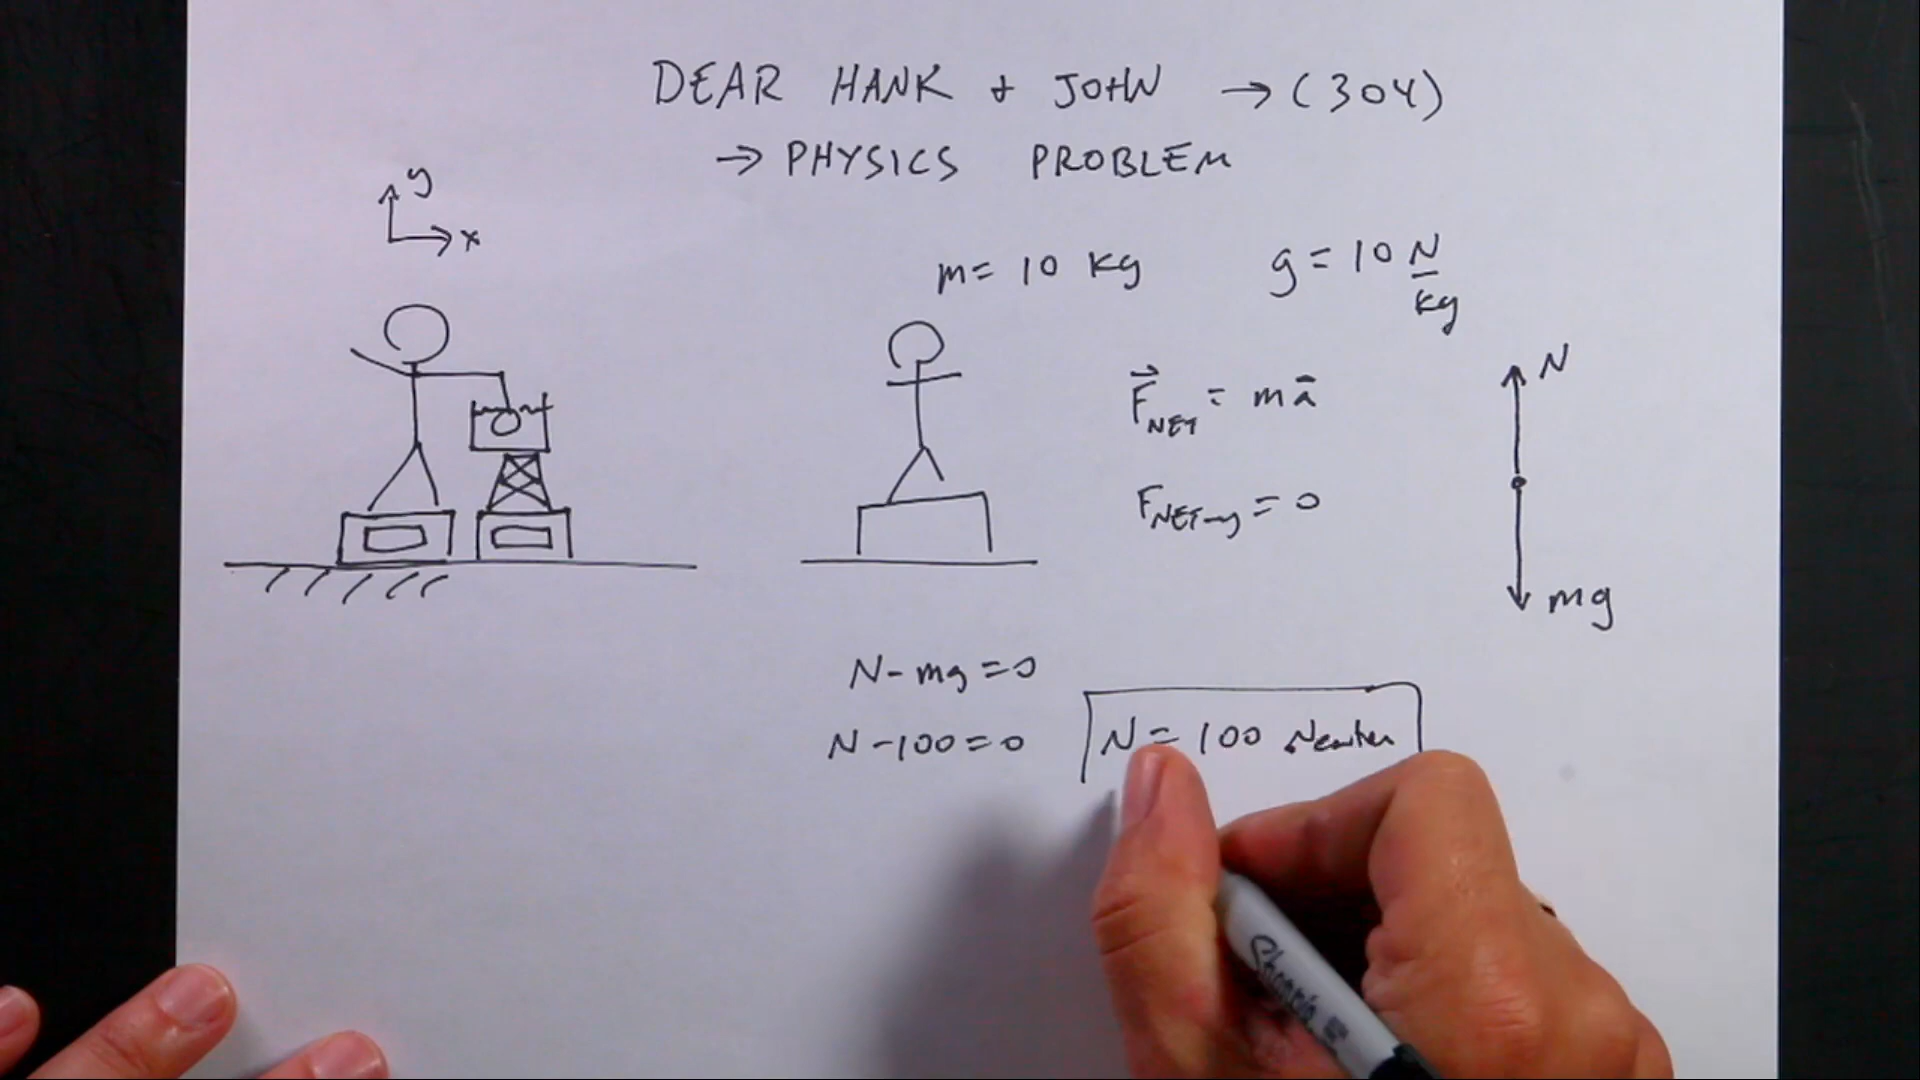 DEAR HANK + JOHN → (304)
→ PHYSICS PROBLEM
y
x
m = 10 kg
g = 10 N/kg
F⃗NET = ma⃗
FNET-y = 0
N
mg
N - mg = 0
N - 100 = 0
N = 100 Newton
Sharpie